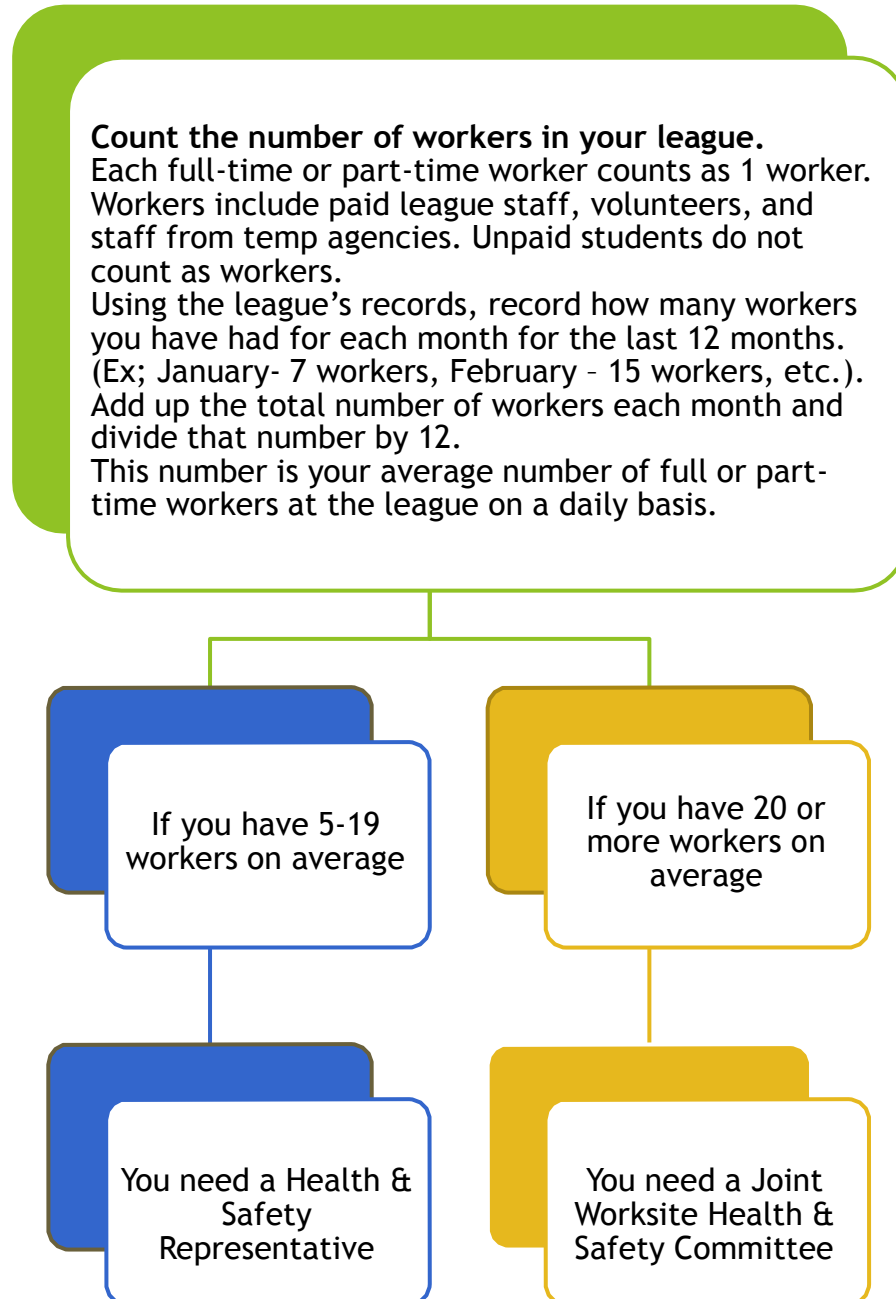 Count the number of workers in your league.
Each full-time or part-time worker counts as 1 worker.
Workers include paid league staff, volunteers, and
staff from temp agencies. Unpaid students do not
count as workers.
Using the league’s records, record how many workers
you have had for each month for the last 12 months.
(Ex; January- 7 workers, February – 15 workers, etc.).
Add up the total number of workers each month and
divide that number by 12.
This number is your average number of full or part-
time workers at the league on a daily basis.
If you have 5-19
workers on average
If you have 20 or
more workers on
average
You need a Health &
Safety
Representative
You need a Joint
Worksite Health &
Safety Committee